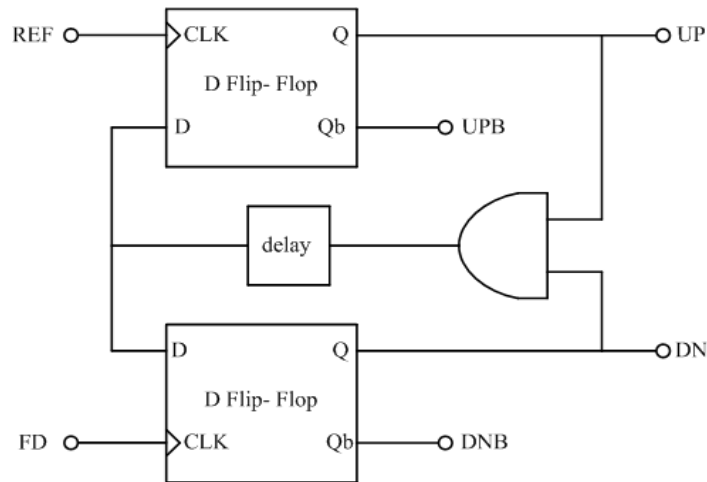 REF
CLK
Q
UP
D Flip- Flop
D
Qb
UPB
delay
D
Q
DN
D Flip- Flop
FD
CLK
Qb
DNB